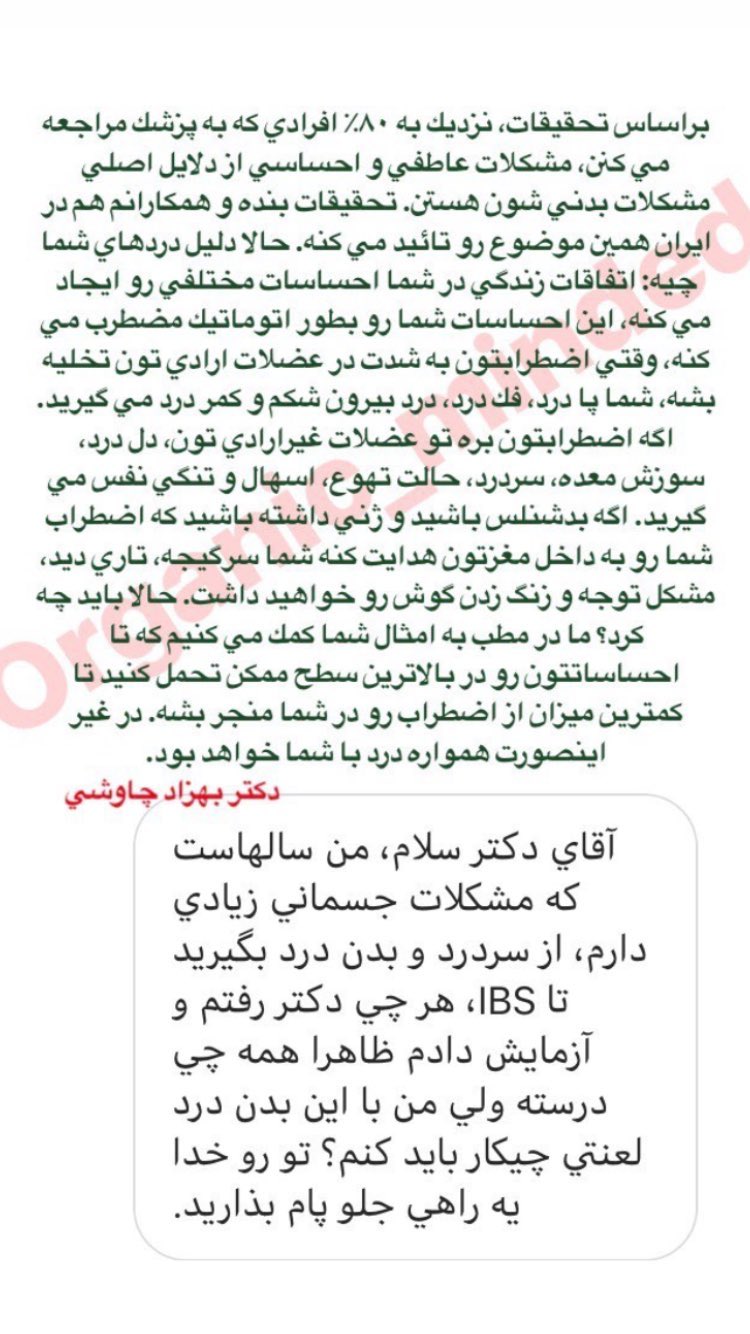 براساس تحقيقات، نزديك به ۸۰٪ افرادي كه به پزشك مراجعه
مي كنن، مشكلات عاطفي و احساسي از دلايل اصلي
مشكلات بدني شون هستن. تحقيقات بنده و همكارانم هم در
ايران همين موضوع رو تائيد مي كنه. حالا دليل دردهاي شما
چيه: اتفاقات زندگي در شما احساسات مختلفي رو ايجاد
مي كنه، اين احساسات شما رو بطور اتوماتيك مضطرب مي
كنه، وقتي اضطرابتون به شدت در عضلات ارادي تون تخليه
بشه، شما پا درد، فك درد، درد بيرون شكم و كمر درد مي گيريد.
اگه اضطرابتون بره تو عضلات غيرارادي تون، دل درد،
سوزش معده، سردرد، حالت تهوع، اسهال و تنگي نفس مي
گيريد. اگه بدشنلس باشيد و ژني داشته باشيد كه اضطراب
شما رو به داخل مغزتون هدايت كنه شما سرگيجه، تاري ديد،
مشكل توجه و زنگ زدن گوش رو خواهيد داشت. حالا بايد چه
كرد؟ ما در مطب به امثال شما كمك مي كنيم كه تا
احساساتتون رو در بالاترين سطح ممكن تحمل كنيد تا
كمترين ميزان از اضطراب رو در شما منجر بشه. در غير
اينصورت همواره درد با شما خواهد بود.
دكتر بهزاد چاوشي
آقاي دكتر سلام، من سالهاست
كه مشكلات جسماني زيادي
دارم، از سردرد و بدن درد بگيريد
تا IBS، هر چي دكتر رفتم و
آزمايش دادم ظاهرا همه چي
درسته ولي من با اين بدن درد
لعنتي چيكار بايد كنم؟ تو رو خدا
يه راهي جلو پام بذاريد.
Organic_minded